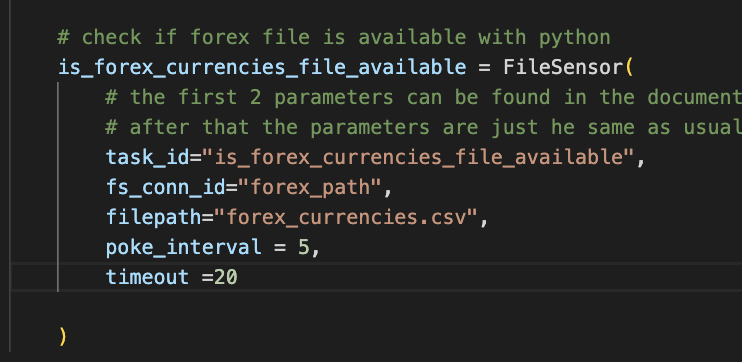 # check if forex file is available with python
is_forex_currencies_file_available = FileSensor(
# the first 2 parameters can be found in the document
# after that the parameters are just he same as usual
task_id="is_forex_currencies_file_available",
fs_conn_id="forex_path",
filepath="forex_currencies.csv",
poke_interval = 5,
timeout =20
)